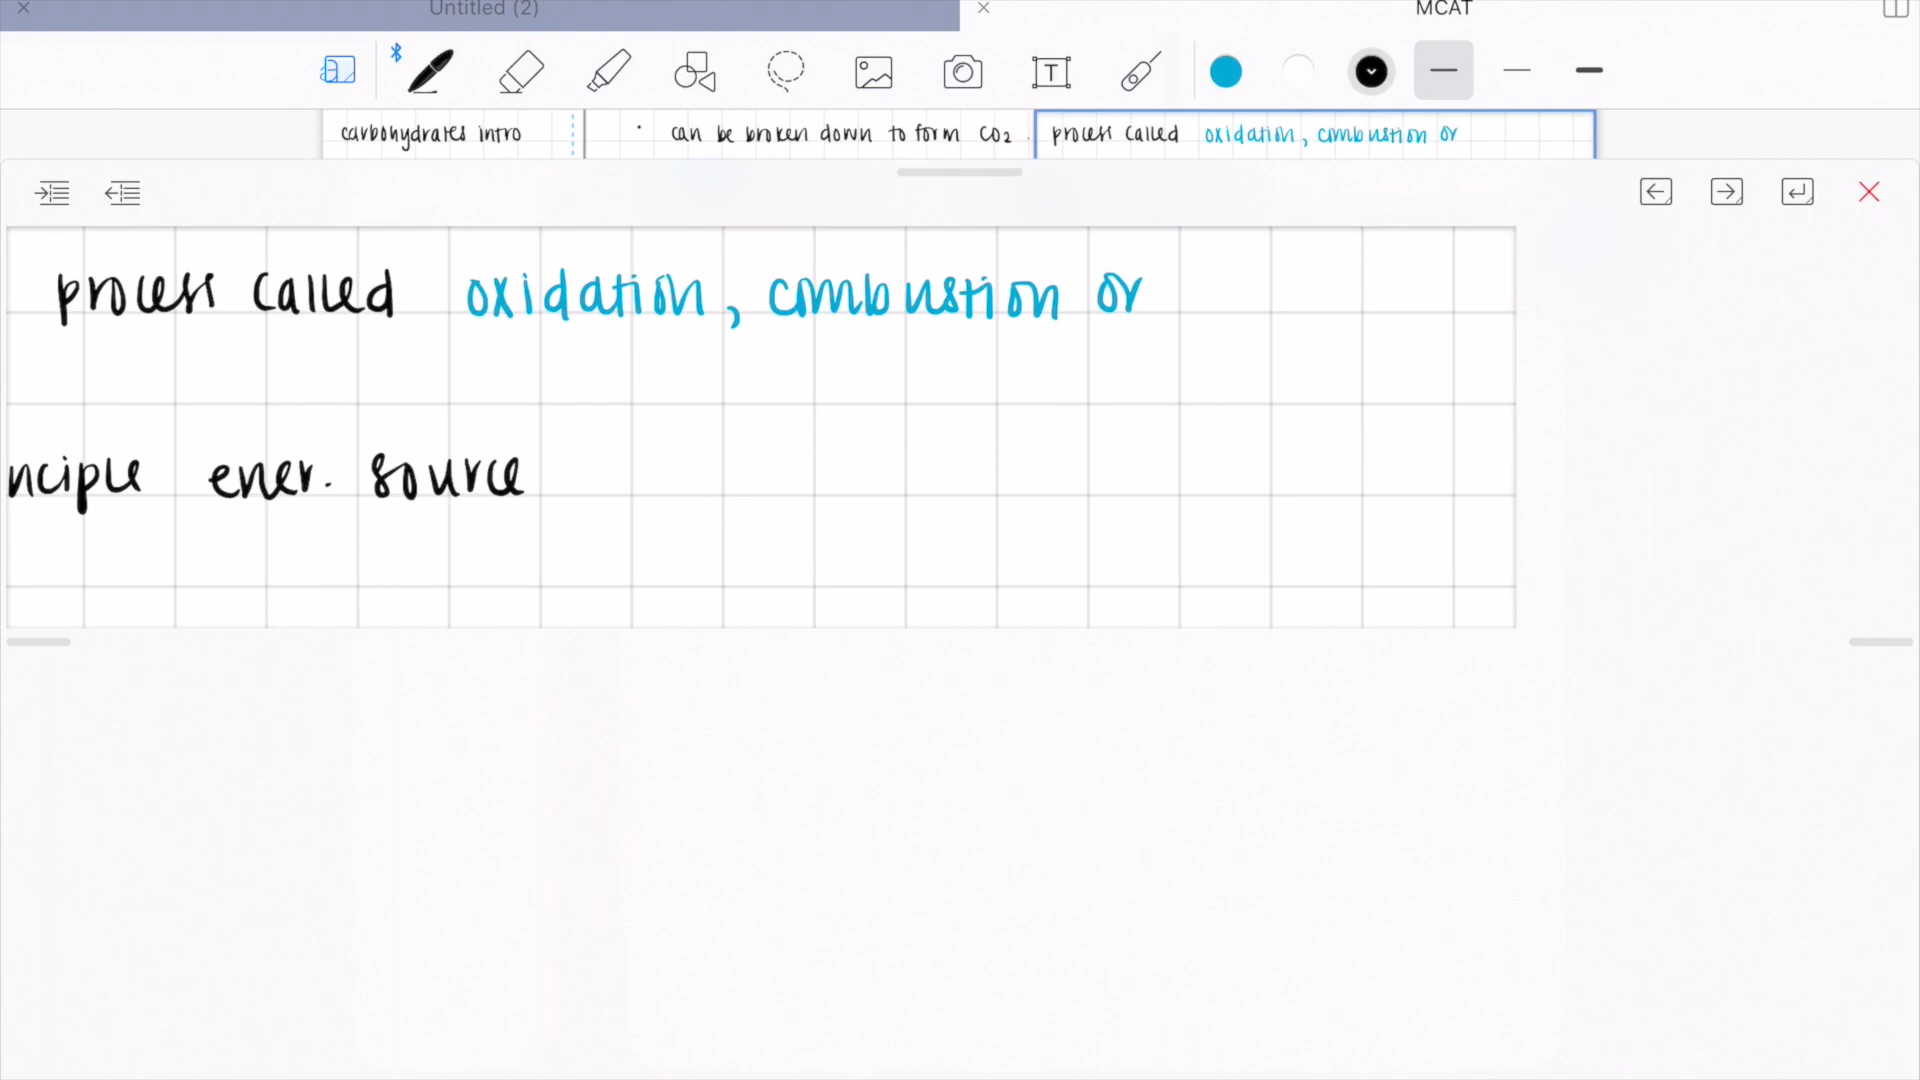 Untitled (2)
MCAT
carbohydrates intro
• can be broken down to form CO2 .
process called oxidation, combustion or
process called oxidation, combustion or
nciple ener. source